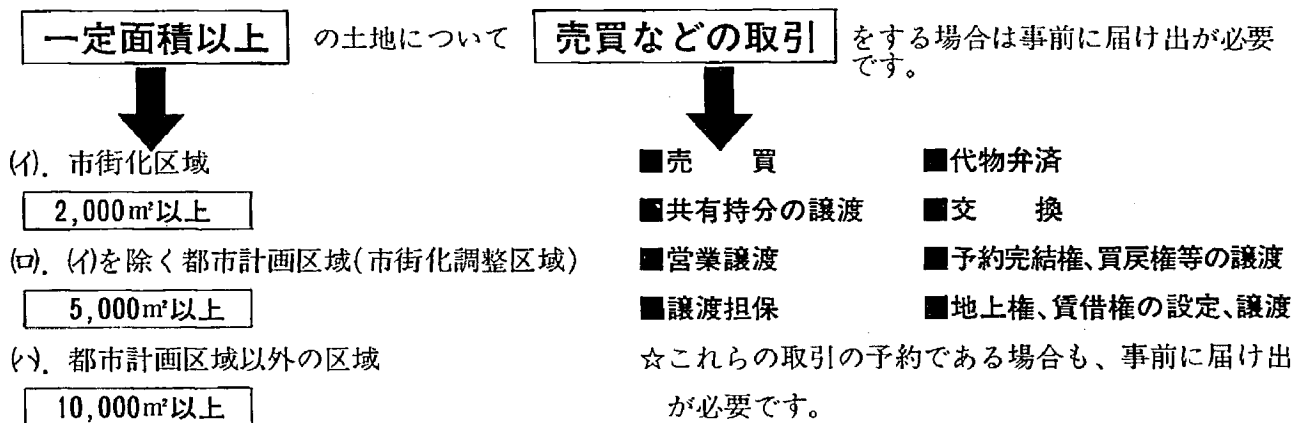 一定面積以上 の土地について 売買などの取引 をする場合は事前に届け出が必要
です。
(イ). 市街化区域
2,000㎡以上
(ロ). (イ)を除く都市計画区域(市街化調整区域)
5,000㎡以上
(ハ). 都市計画区域以外の区域
10,000㎡以上
■売　買　■代物弁済
■共有持分の譲渡　■交　換
■営業譲渡　■予約完結権、買戻権等の譲渡
■譲渡担保　■地上権、賃借権の設定、譲渡
☆これらの取引の予約である場合も、事前に届け出
が必要です。